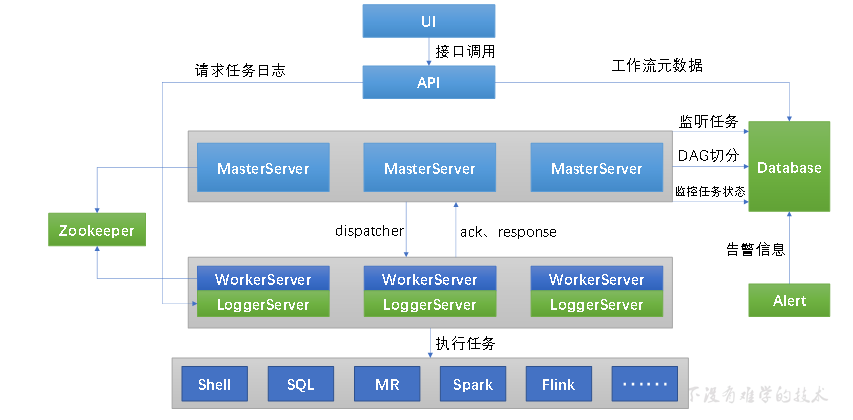 UI
接口调用
请求任务日志
API
工作流元数据
监听任务
MasterServer MasterServer MasterServer
DAG切分
Database
监控任务状态
Zookeeper
dispatcher
ack、response
告警信息
WorkerServer WorkerServer WorkerServer
LoggerServer LoggerServer LoggerServer
Alert
执行任务
Shell SQL MR Spark Flink ······
下没有难学的技术